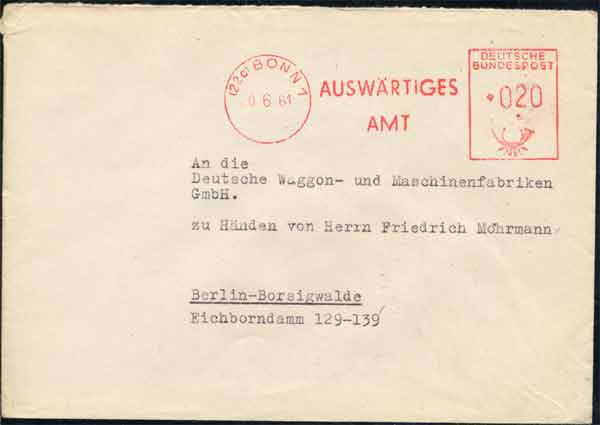 (22c) BONN 1
0.6.61
AUSWÄRTIGES
AMT
DEUTSCHE
BUNDESPOST
020
An die
Deutsche Waggon- und Maschinenfabriken
GmbH.
zu Händen von Herrn Friedrich Möhrmann
Berlin-Borsigwalde
Eichborndamm 129-139